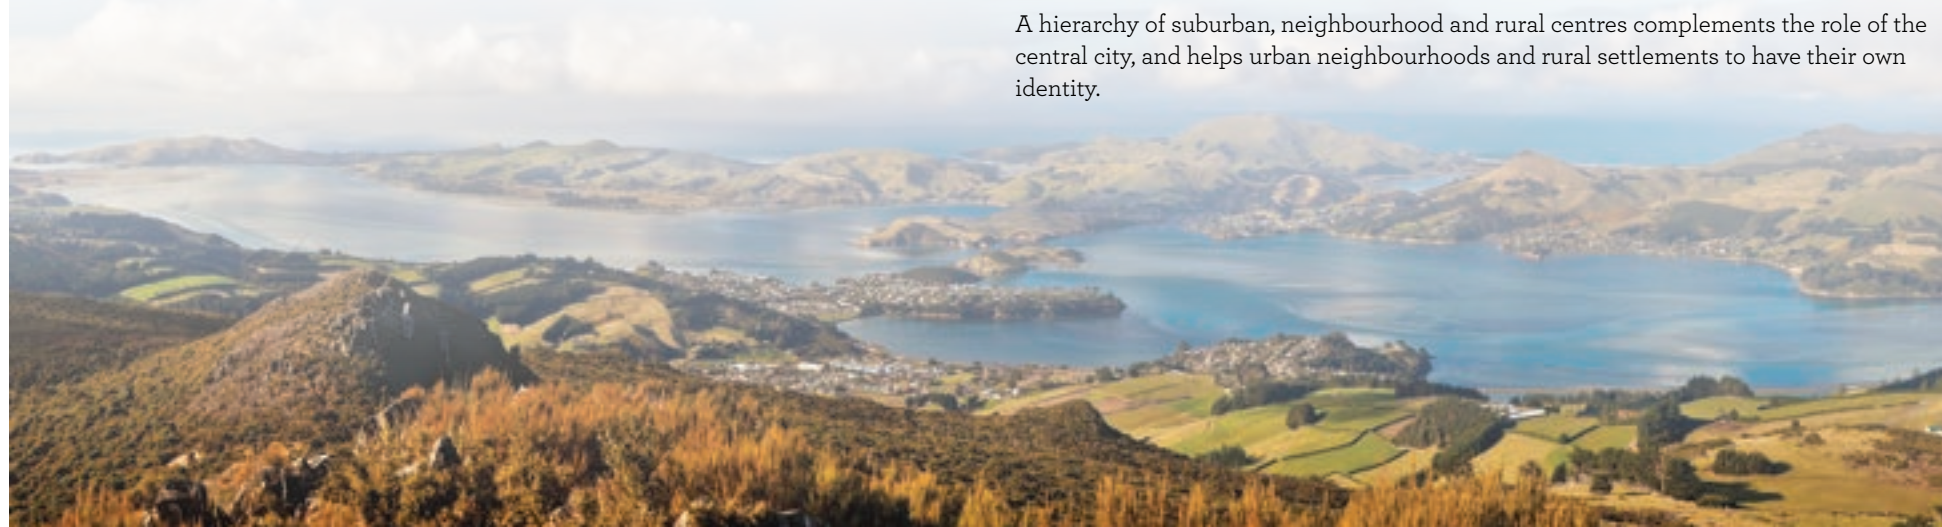 A hierarchy of suburban, neighbourhood and rural centres complements the role of the
central city, and helps urban neighbourhoods and rural settlements to have their own
identity.